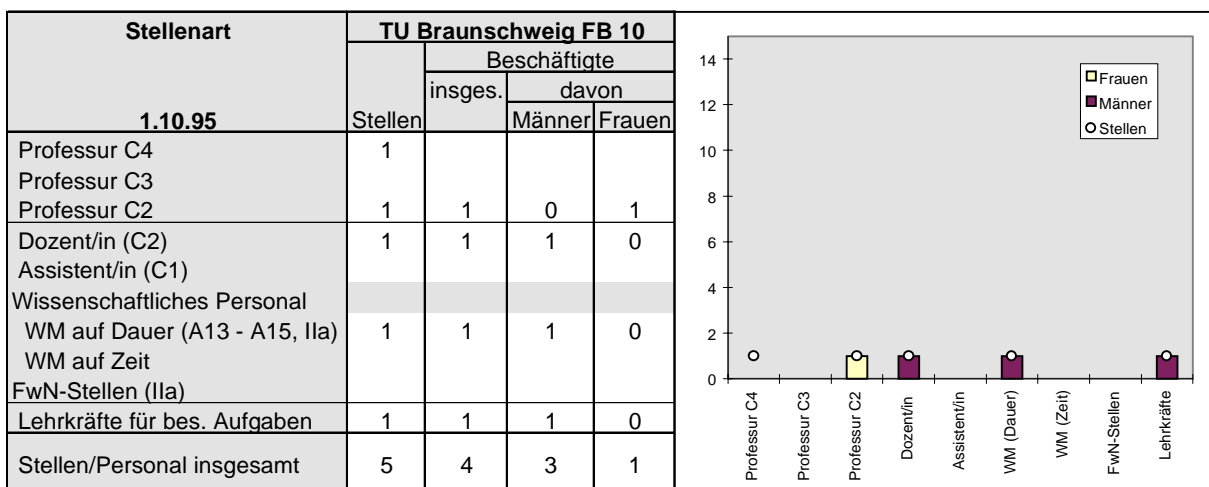 Stellenart TU Braunschweig FB 10
Beschäftigte
insges. davon
1.10.95 Stellen Männer Frauen
Professur C4 1
Professur C3
Professur C2 1 1 0 1
Dozent/in (C2) 1 1 1 0
Assistent/in (C1)
Wissenschaftliches Personal
WM auf Dauer (A13 - A15, IIa) 1 1 1 0
WM auf Zeit
FwN-Stellen (IIa)
Lehrkräfte für bes. Aufgaben 1 1 1 0
Stellen/Personal insgesamt 5 4 3 1
14
12
10
8
6
4
2
0
Frauen
Männer
Stellen
Professur C4
Professur C3
Professur C2
Dozent/in
Assistent/in
WM (Dauer)
WM (Zeit)
FwN-Stellen
Lehrkräfte